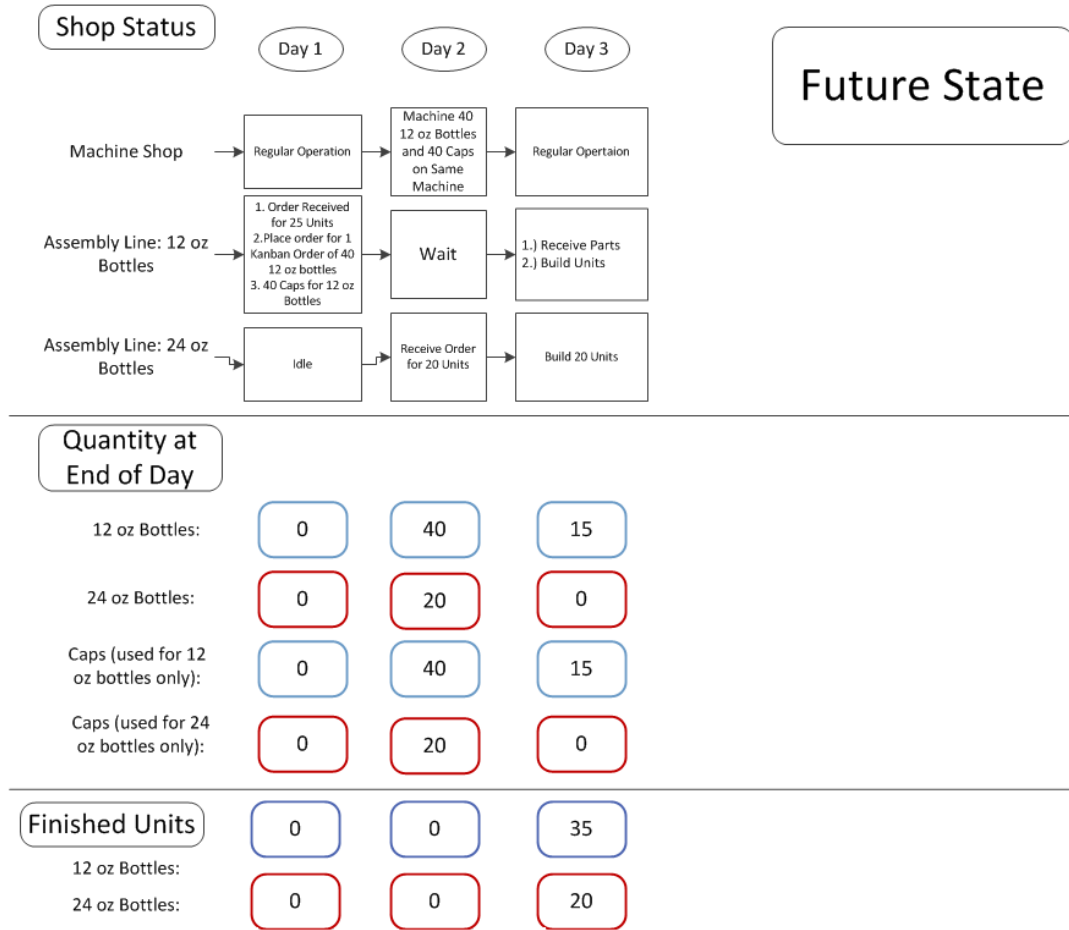 Shop Status
Day 1
Day 2
Day 3
Future State
Machine Shop
Regular Operation
Machine 40
12 oz Bottles
and 40 Caps
on Same
Machine
Regular Opertaion
Assembly Line: 12 oz
Bottles
1. Order Received
for 25 Units
2.Place order for 1
Kanban Order of 40
12 oz bottles
3. 40 Caps for 12 oz
Bottles
Wait
1.) Receive Parts
2.) Build Units
Assembly Line: 24 oz
Bottles
Idle
Receive Order
for 20 Units
Build 20 Units
Quantity at
End of Day
12 oz Bottles:
0
40
15
24 oz Bottles:
0
20
0
Caps (used for 12
oz bottles only):
0
40
15
Caps (used for 24
oz bottles only):
0
20
0
Finished Units
12 oz Bottles:
0
0
35
24 oz Bottles:
0
0
20